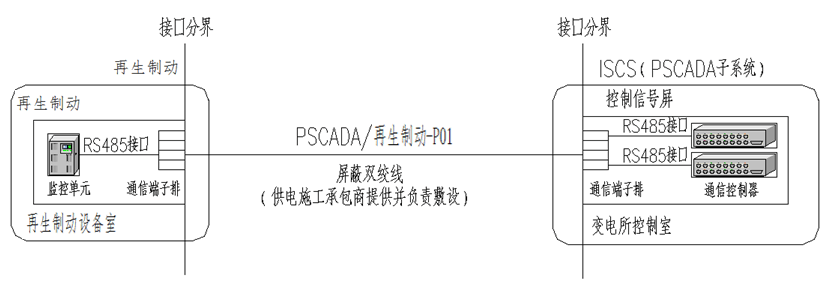 接口分界
接口分界
再生制动
ISCS(PSCADA子系统)
再生制动
控制信号屏
RS485接口
PSCADA/再生制动-P01
RS485接口
RS485接口
屏蔽双绞线
(供电施工承包商提供并负责敷设)
监控单元
通信端子排
通信端子排
通信控制器
再生制动设备室
变电所控制室